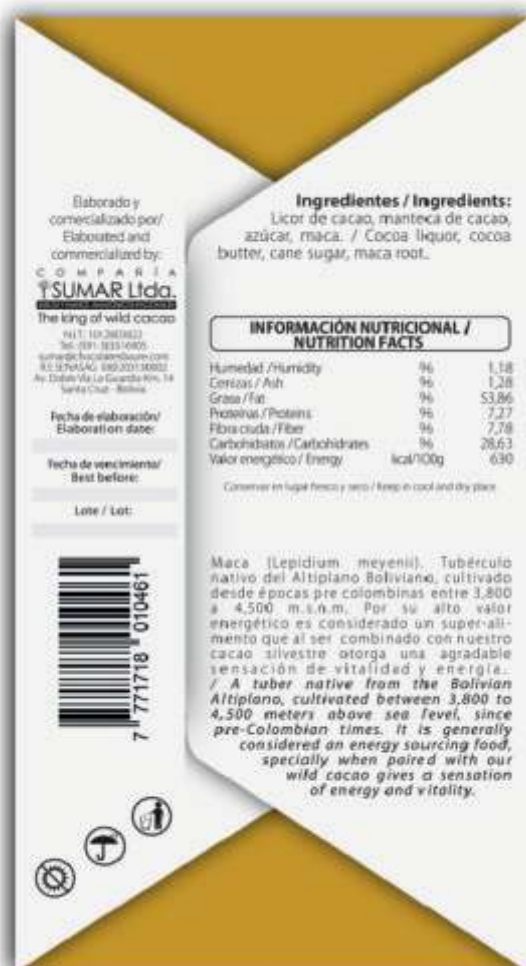 Elaborado y
comercializado por/
Elaborated and
commercialized by:
COMPAÑÍA
SUMAR Ltda.
The king of wild cacao
Santa Cruz - Bolivia
Fecha de elaboración/
Elaboration date:
Fecha de vencimiento/
Best before:
Lote / Lot:
7 771718 010461
Ingredientes / Ingredients:
Licor de cacao, manteca de cacao,
azúcar, maca. / Cocoa liquor, cocoa
butter, cane sugar, maca root.
INFORMACIÓN NUTRICIONAL /
NUTRITION FACTS
Humedad /Humidity % 1,18
Cenizas / Ash % 1,28
Grasa / Fat % 53,86
Proteinas / Proteins % 7,27
Fibra cruda / Fiber % 7,78
Carbohidratos /Carbohidrates % 28,63
Valor energético / Energy kcal/100g 630
Conservar en lugar fresco y seco / Keep in cool and dry place
Maca (Lepidium meyenii). Tubérculo
nativo del Altiplano Boliviano, cultivado
desde épocas pre colombinas entre 3,800
a 4,500 m.s.n.m. Por su alto valor
energético es considerado un super-ali-
mento que al ser combinado con nuestro
cacao silvestre otorga una agradable
sensación de vitalidad y energía.
/ A tuber native from the Bolivian
Altiplano, cultivated between 3,800 to
4,500 meters above sea level, since
pre-Colombian times. It is generally
considered an energy sourcing food,
specially when paired with our
wild cacao gives a sensation
of energy and vitality.